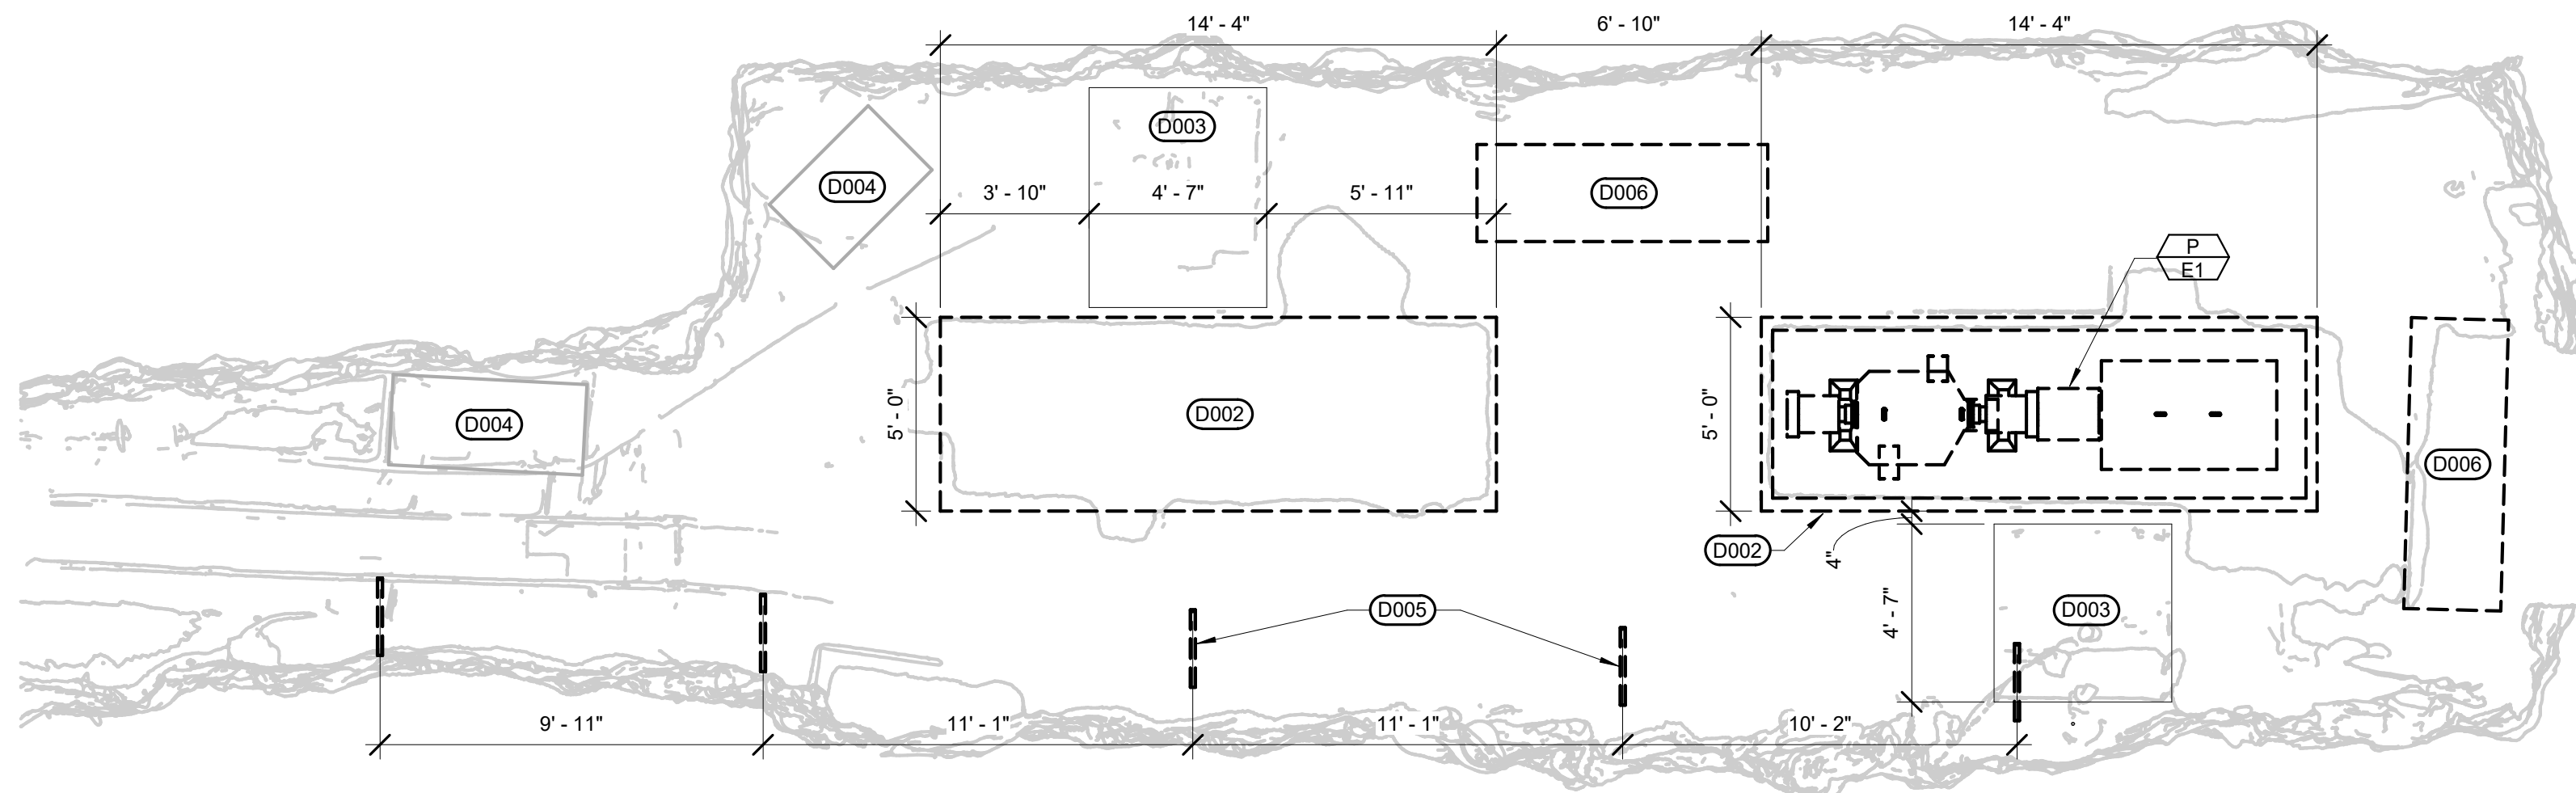 14' - 4"
6' - 10"
14' - 4"
D003
D004
3' - 10"
4' - 7"
5' - 11"
D006
P
E1
5' - 0"
D002
5' - 0"
D004
D006
D002
4"
D005
4' - 7"
D003
9' - 11"
11' - 1"
11' - 1"
10' - 2"